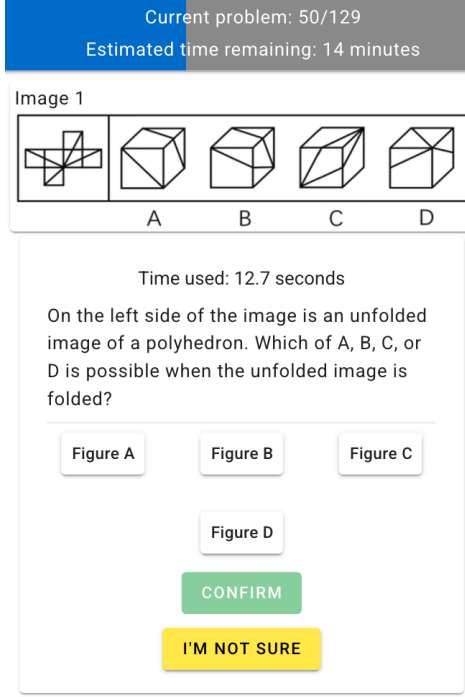 Current problem: 50/129
Estimated time remaining: 14 minutes
Image 1
A B C D
Time used: 12.7 seconds
On the left side of the image is an unfolded
image of a polyhedron. Which of A, B, C, or
D is possible when the unfolded image is
folded?
Figure A Figure B Figure C
Figure D
CONFIRM
I'M NOT SURE